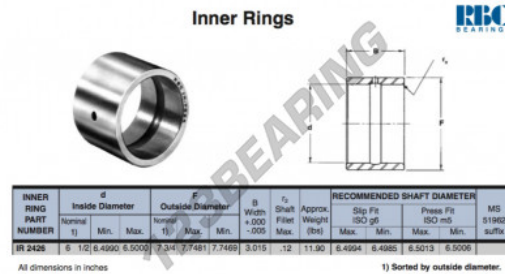 Inner Rings
RBC
BEARINGS
123BEARING
B
rₛ
d
F
INNER RING PART NUMBER
d Inside Diameter
Nominal 1) Min. Max.
F Outside Diameter
Nominal 1) Max. Min.
B Width +.000 -.005
rₛ Shaft Fillet Max.
Approx. Weight (lbs)
RECOMMENDED SHAFT DIAMETER
Slip Fit ISO g6
Max. Min.
Press Fit ISO m5
Max. Min.
MS 51962 suffix
IR 2426 6 1/2 6.4990 6.5000 7 3/4 7.7481 7.7469 3.015 .12 11.90 6.4994 6.4985 6.5013 6.5006
All dimensions in inches
1) Sorted by outside diameter.